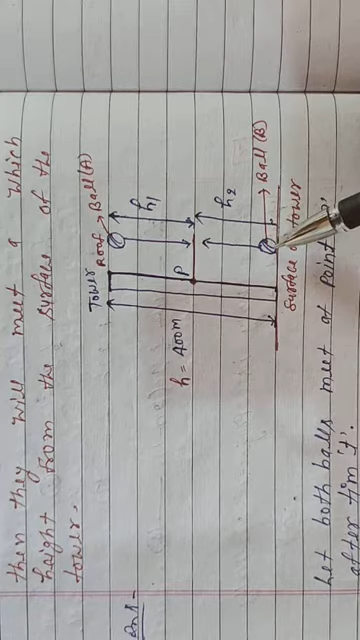 then they will meet a which
height from the surface of the
tower.
Ans-
Tower Roof
Ball (A)
h1
h = 400m
P
h2
Ball (B)
Surface tower
Let both balls meet at point
after tim 't'.